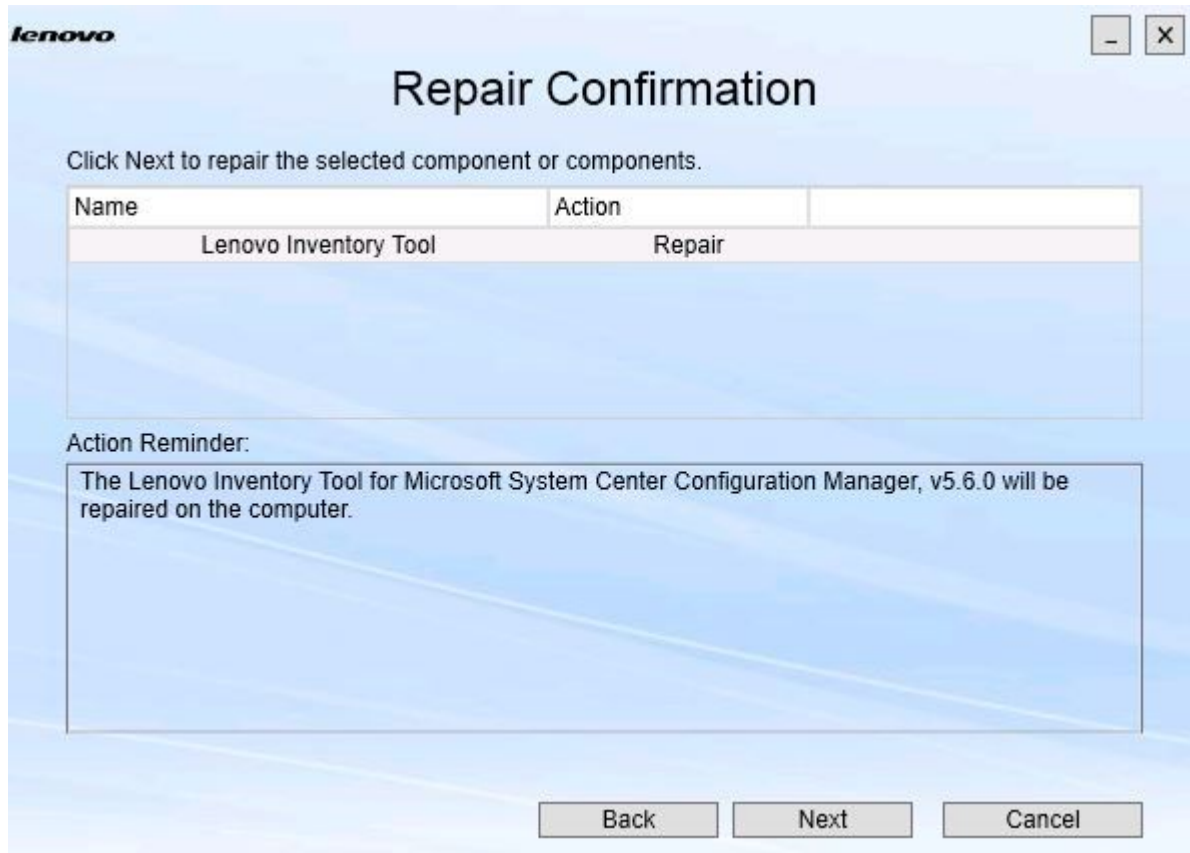 lenovo
Repair Confirmation
Click Next to repair the selected component or components.
Name Action
Lenovo Inventory Tool Repair
Action Reminder:
The Lenovo Inventory Tool for Microsoft System Center Configuration Manager, v5.6.0 will be
repaired on the computer.
Back Next Cancel